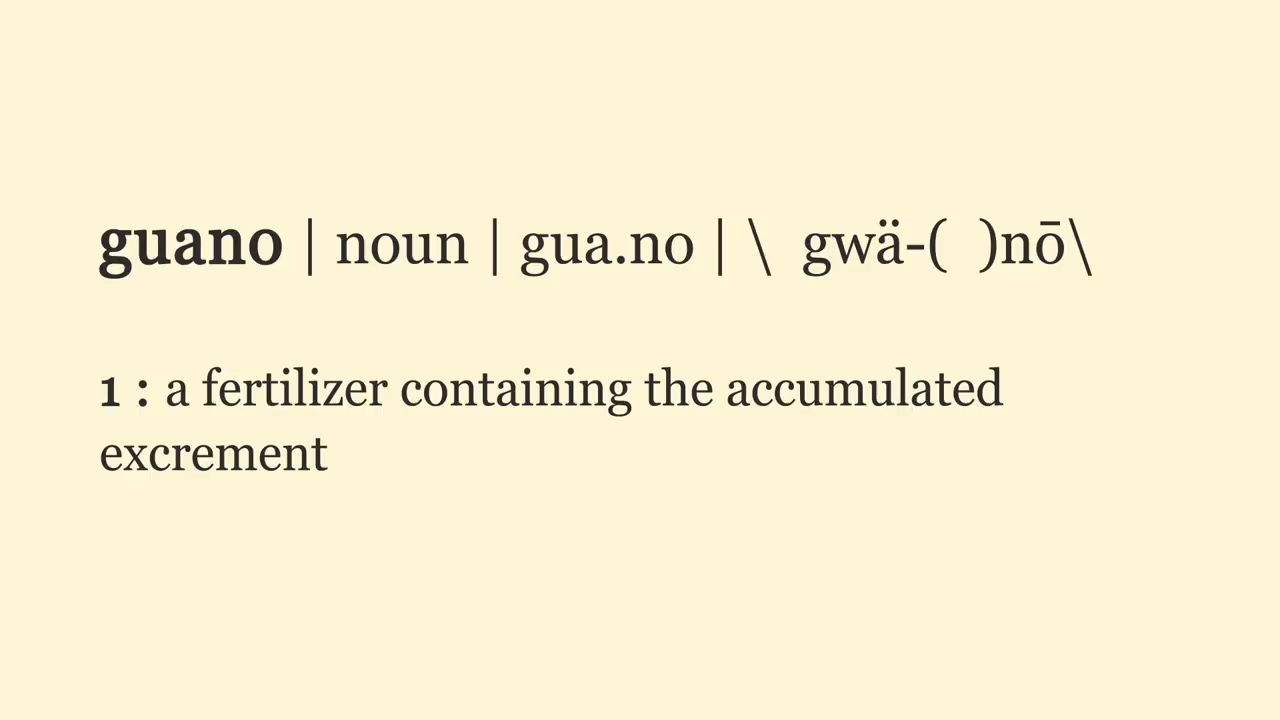 guano | noun | gua.no | \ gwä-( )nō\
1 : a fertilizer containing the accumulated
excrement